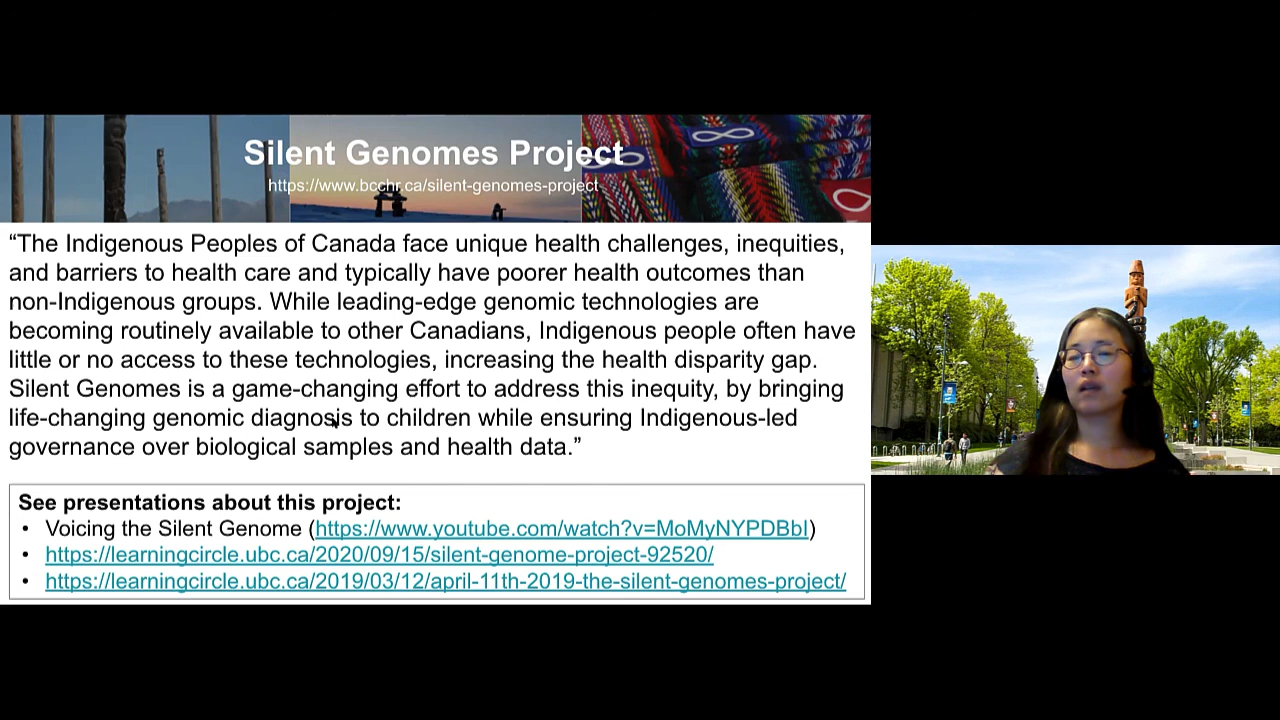 Silent Genomes Project
https://www.bcchr.ca/silent-genomes-project
“The Indigenous Peoples of Canada face unique health challenges, inequities,
and barriers to health care and typically have poorer health outcomes than
non-Indigenous groups. While leading-edge genomic technologies are
becoming routinely available to other Canadians, Indigenous people often have
little or no access to these technologies, increasing the health disparity gap.
Silent Genomes is a game-changing effort to address this inequity, by bringing
life-changing genomic diagnosis to children while ensuring Indigenous-led
governance over biological samples and health data.”
See presentations about this project:
• Voicing the Silent Genome (https://www.youtube.com/watch?v=MoMyNYPDBbI)
• https://learningcircle.ubc.ca/2020/09/15/silent-genome-project-92520/
• https://learningcircle.ubc.ca/2019/03/12/april-11th-2019-the-silent-genomes-project/